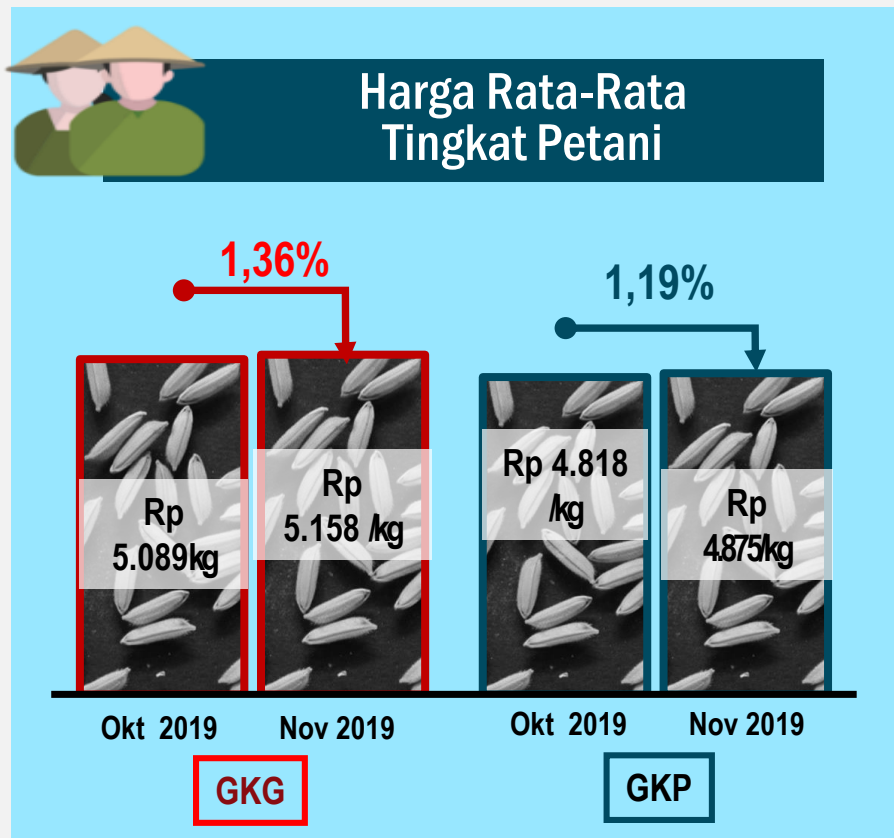 Harga Rata-Rata
Tingkat Petani
1,36%
1,19%
Rp
5.089kg
Rp
5.158 /kg
Rp 4.818
/kg
Rp
4.875/kg
Okt 2019
Nov 2019
Okt 2019
Nov 2019
GKG
GKP